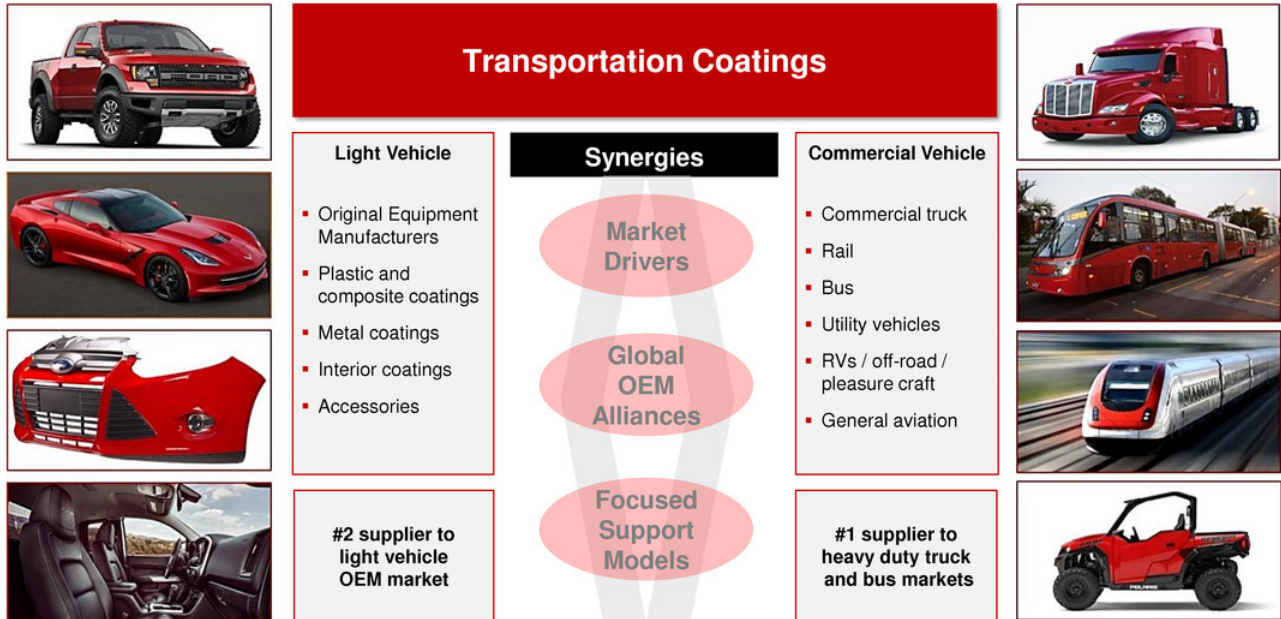 Transportation Coatings
Light Vehicle
▪ Original Equipment
Manufacturers
▪ Plastic and
composite coatings
▪ Metal coatings
▪ Interior coatings
▪ Accessories
#2 supplier to
light vehicle
OEM market
Synergies
Market
Drivers
Global
OEM
Alliances
Focused
Support
Models
Commercial Vehicle
▪ Commercial truck
▪ Rail
▪ Bus
▪ Utility vehicles
▪ RVs / off-road /
pleasure craft
▪ General aviation
#1 supplier to
heavy duty truck
and bus markets
POLARIS